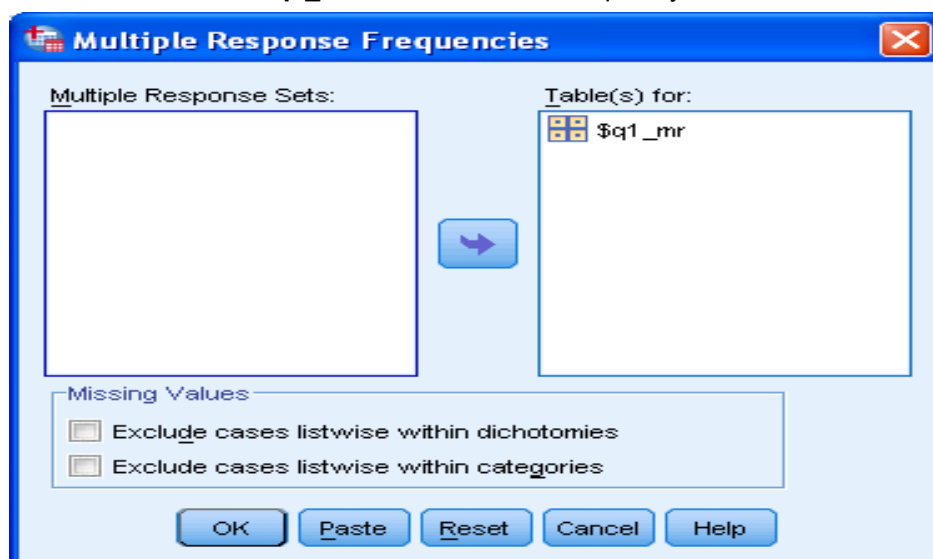 Multiple Response Frequencies
Multiple Response Sets:
Table(s) for:
$q1_mr
Missing Values
Exclude cases listwise within dichotomies
Exclude cases listwise within categories
OK Paste Reset Cancel Help